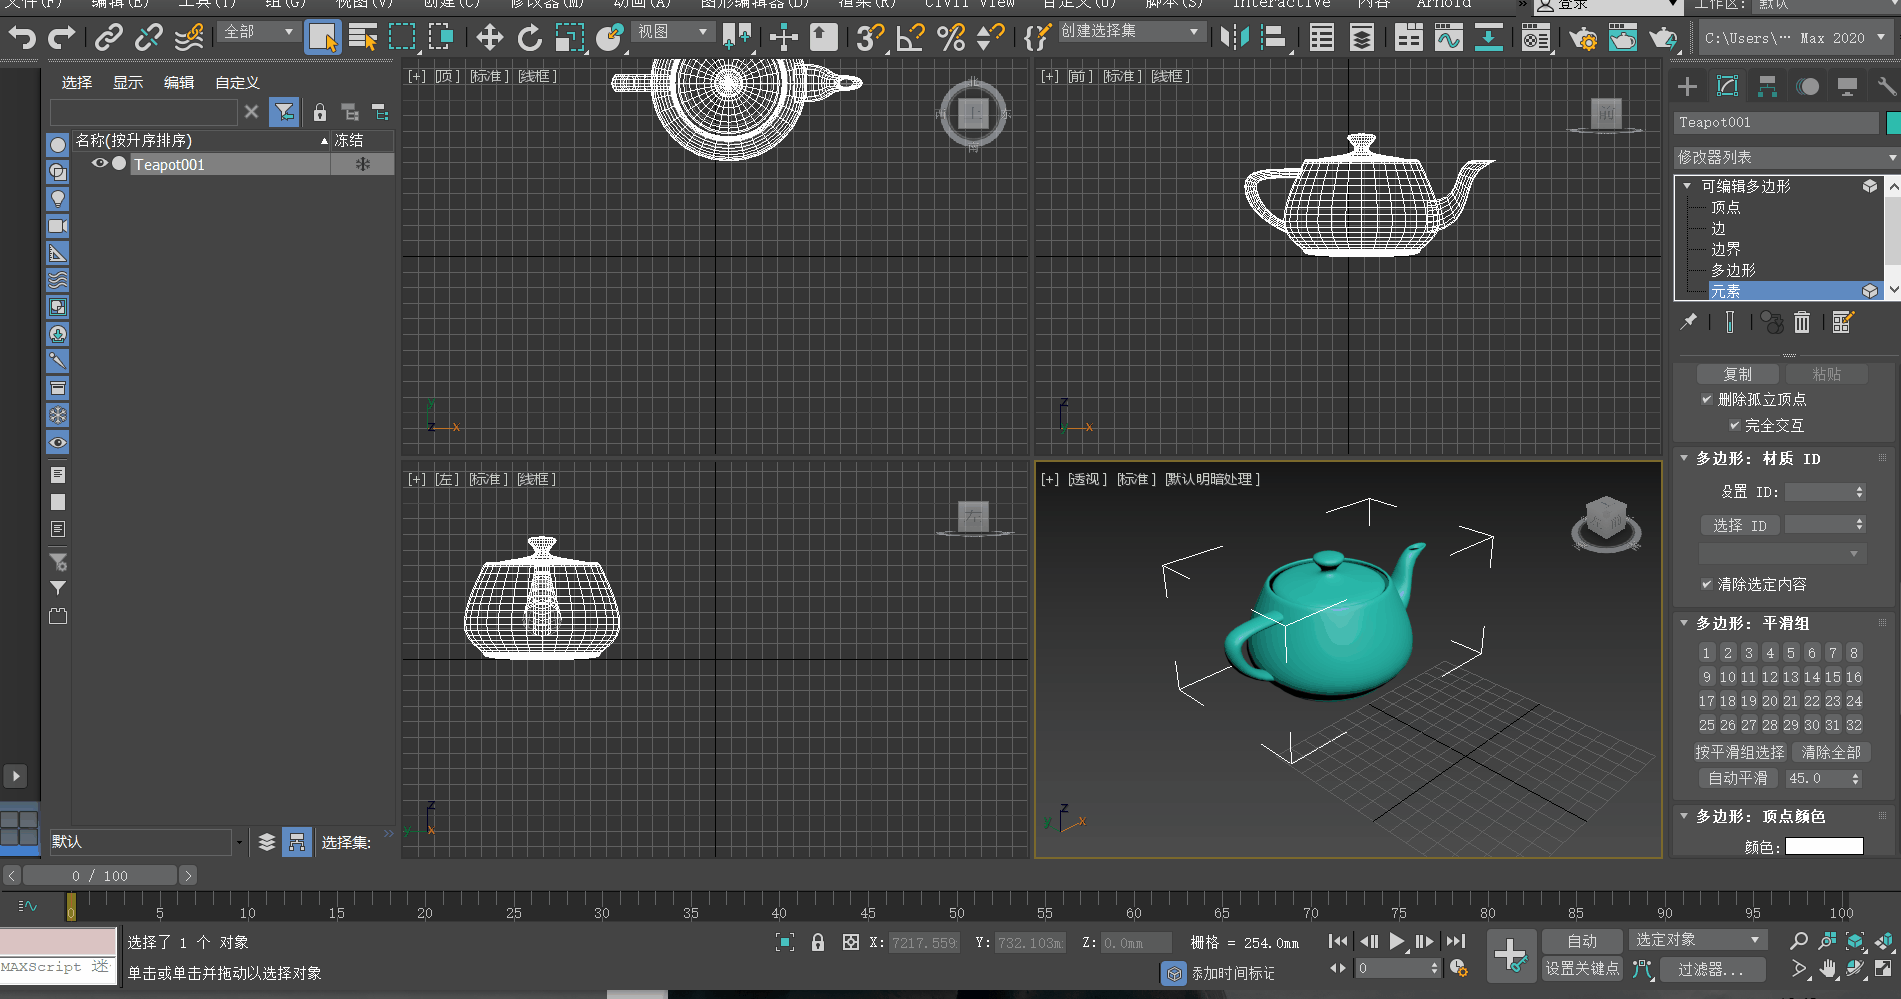 文件(F) 编辑(E) 工具(T) 组(G) 视图(V) 创建(C) 修改器(M) 动画(A) 图形编辑器(D) 渲染(R) Civil View 自定义(U) 脚本(S) Interactive 内容 Arnold » 登录 工作区: 默认
全部 视图 创建选择集 C:\Users\… Max 2020
选择 显示 编辑 自定义
名称(按升序排序) 冻结
Teapot001
[+] [顶] [标准] [线框]
上
北
南
[+] [前] [标准] [线框]
前
[+] [左] [标准] [线框]
左
[+] [透视] [标准] [默认明暗处理]
y
z x
z
y x
z
y x
z
y x
Teapot001
修改器列表
可编辑多边形
顶点
边
边界
多边形
元素
复制 粘贴
删除孤立顶点
完全交互
多边形: 材质 ID
设置 ID:
选择 ID
清除选定内容
多边形: 平滑组
1 2 3 4 5 6 7 8
9 10 11 12 13 14 15 16
17 18 19 20 21 22 23 24
25 26 27 28 29 30 31 32
按平滑组选择 清除全部
自动平滑 45.0
多边形: 顶点颜色
颜色:
默认 选择集: »
0 / 100
0 5 10 15 20 25 30 35 40 45 50 55 60 65 70 75 80 85 90 95 100
选择了 1 个 对象
X: 7217.559 Y: 732.103m Z: 0.0mm 栅格 = 254.0mm
自动 选定对象
MAXScript 迷
单击或单击并拖动以选择对象
添加时间标记
0
设置关键点 过滤器...